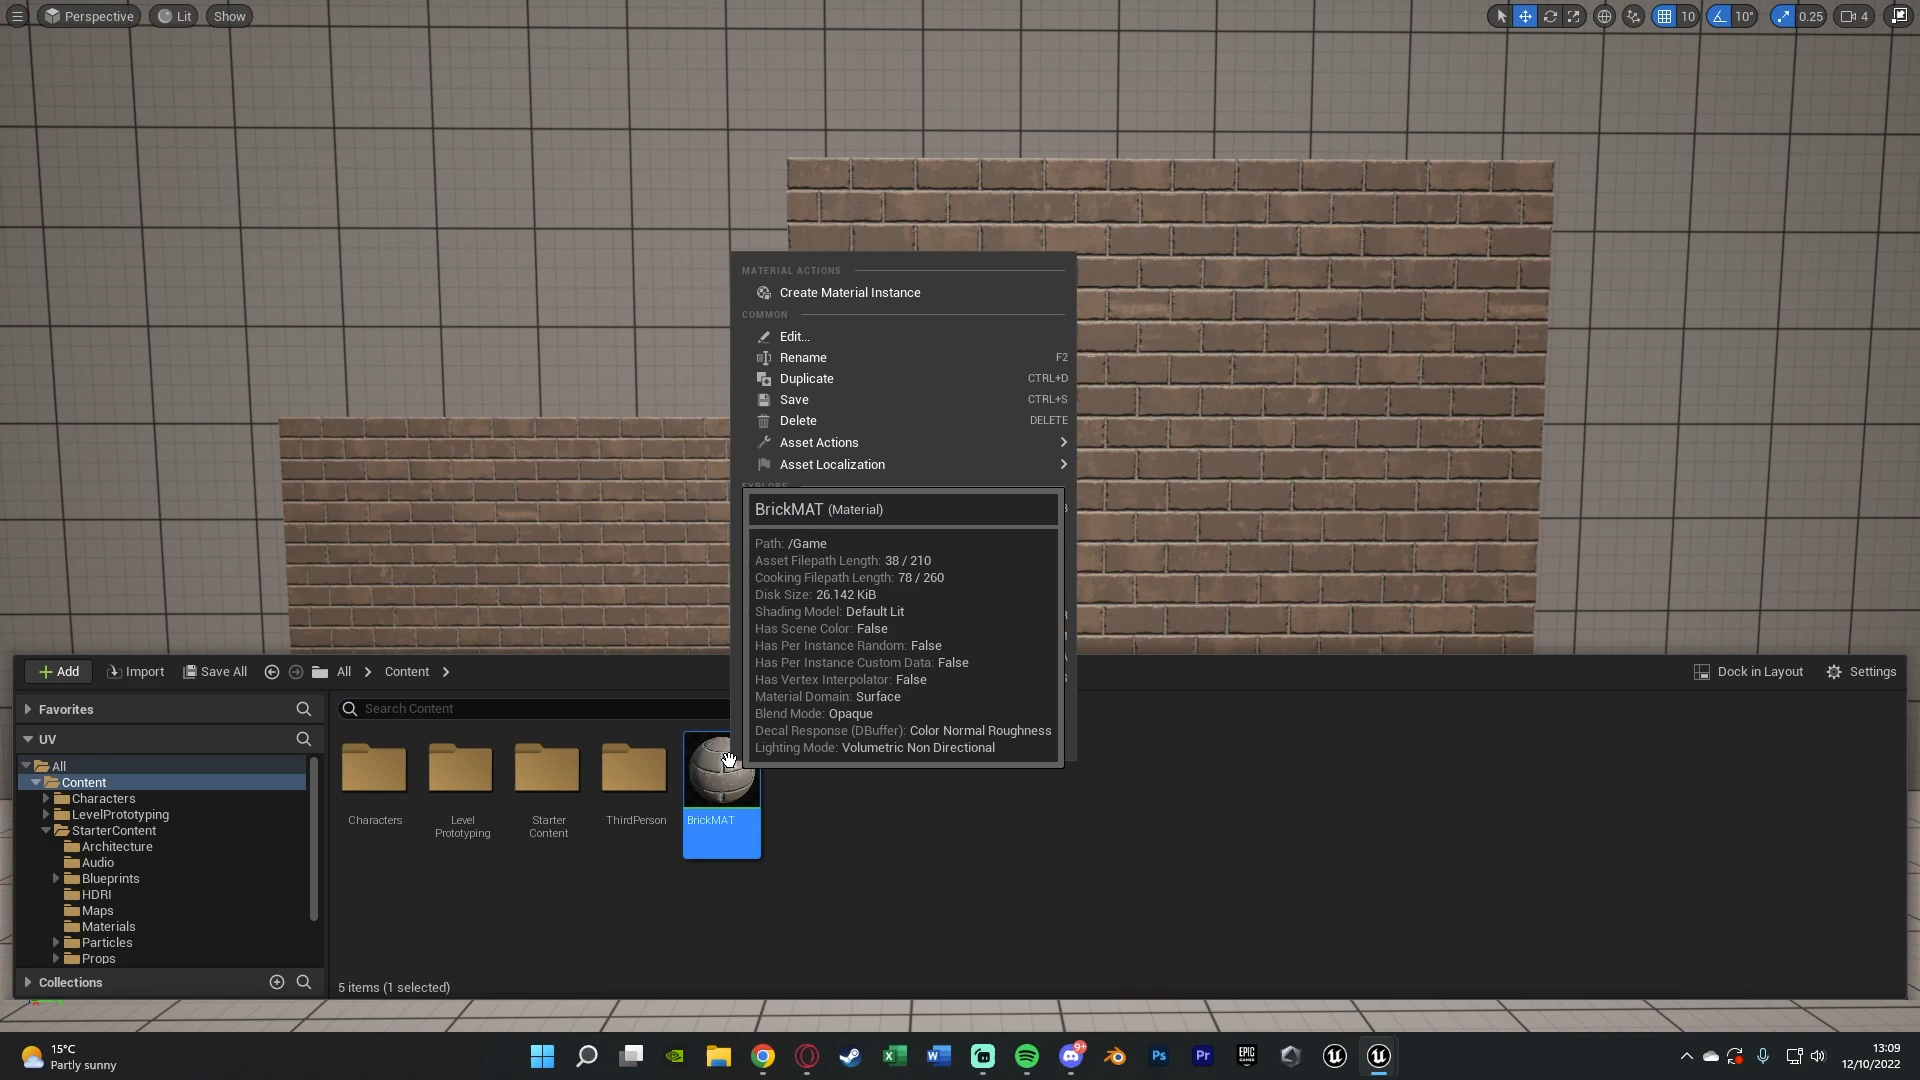 Perspective
Lit
Show
10
10°
0.25
4
MATERIAL ACTIONS
Create Material Instance
COMMON
Edit...
Rename F2
Duplicate CTRL+D
Save CTRL+S
Delete DELETE
Asset Actions
Asset Localization
BrickMAT (Material)
Path: /Game
Asset Filepath Length: 38 / 210
Cooking Filepath Length: 78 / 260
Disk Size: 26.142 KiB
Shading Model: Default Lit
Has Scene Color: False
Has Per Instance Random: False
Has Per Instance Custom Data: False
Has Vertex Interpolator: False
Material Domain: Surface
Blend Mode: Opaque
Decal Response (DBuffer): Color Normal Roughness
Lighting Mode: Volumetric Non Directional
Add
Import
Save All
All
Content
Dock in Layout
Settings
Favorites
UV
All
Content
Characters
LevelPrototyping
StarterContent
Architecture
Audio
Blueprints
HDRI
Maps
Materials
Particles
Props
Collections
Search Content
Characters
Level
Prototyping
Starter
Content
ThirdPerson
BrickMAT
5 items (1 selected)
15°C
Partly sunny
9+
Ps
Pr
EPIC
GAMES
13:09
12/10/2022